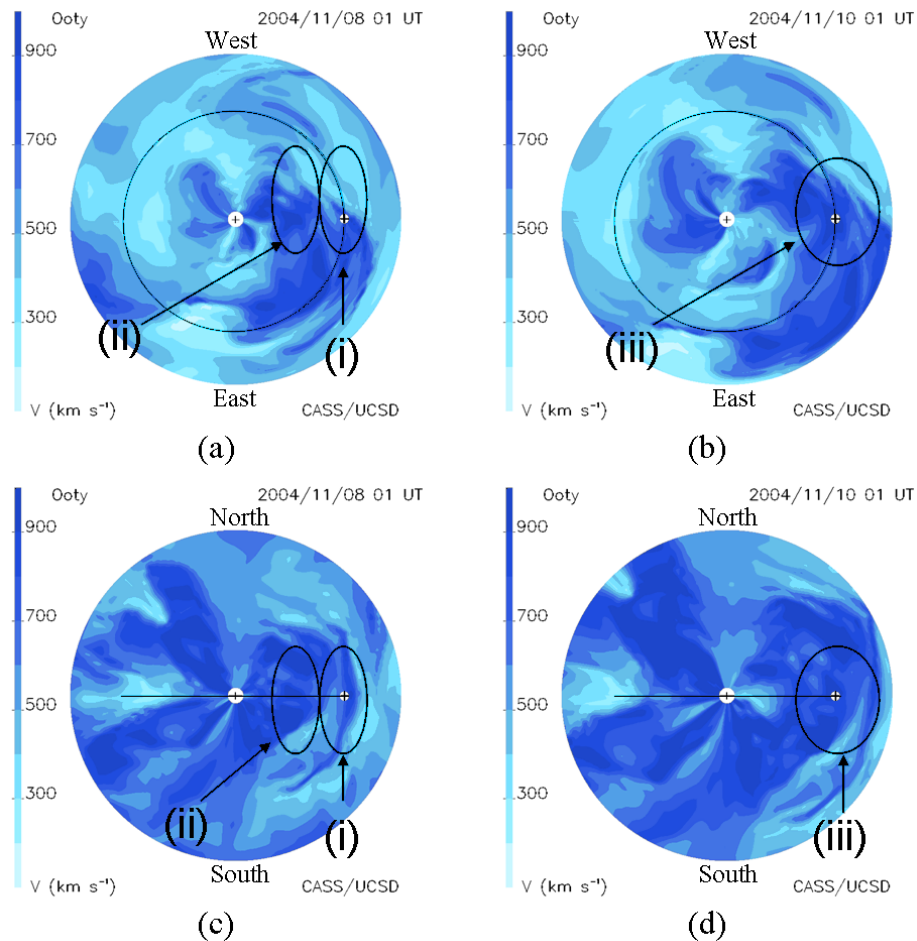 Ooty 2004/11/08 01 UT
West
900
700
500
300
(ii)
(i)
East
V (km s⁻¹) CASS/UCSD
(a)
Ooty 2004/11/10 01 UT
West
900
700
500
300
(iii)
East
V (km s⁻¹) CASS/UCSD
(b)
Ooty 2004/11/08 01 UT
North
900
700
500
300
(ii)
(i)
South
V (km s⁻¹) CASS/UCSD
(c)
Ooty 2004/11/10 01 UT
North
900
700
500
300
(iii)
South
V (km s⁻¹) CASS/UCSD
(d)